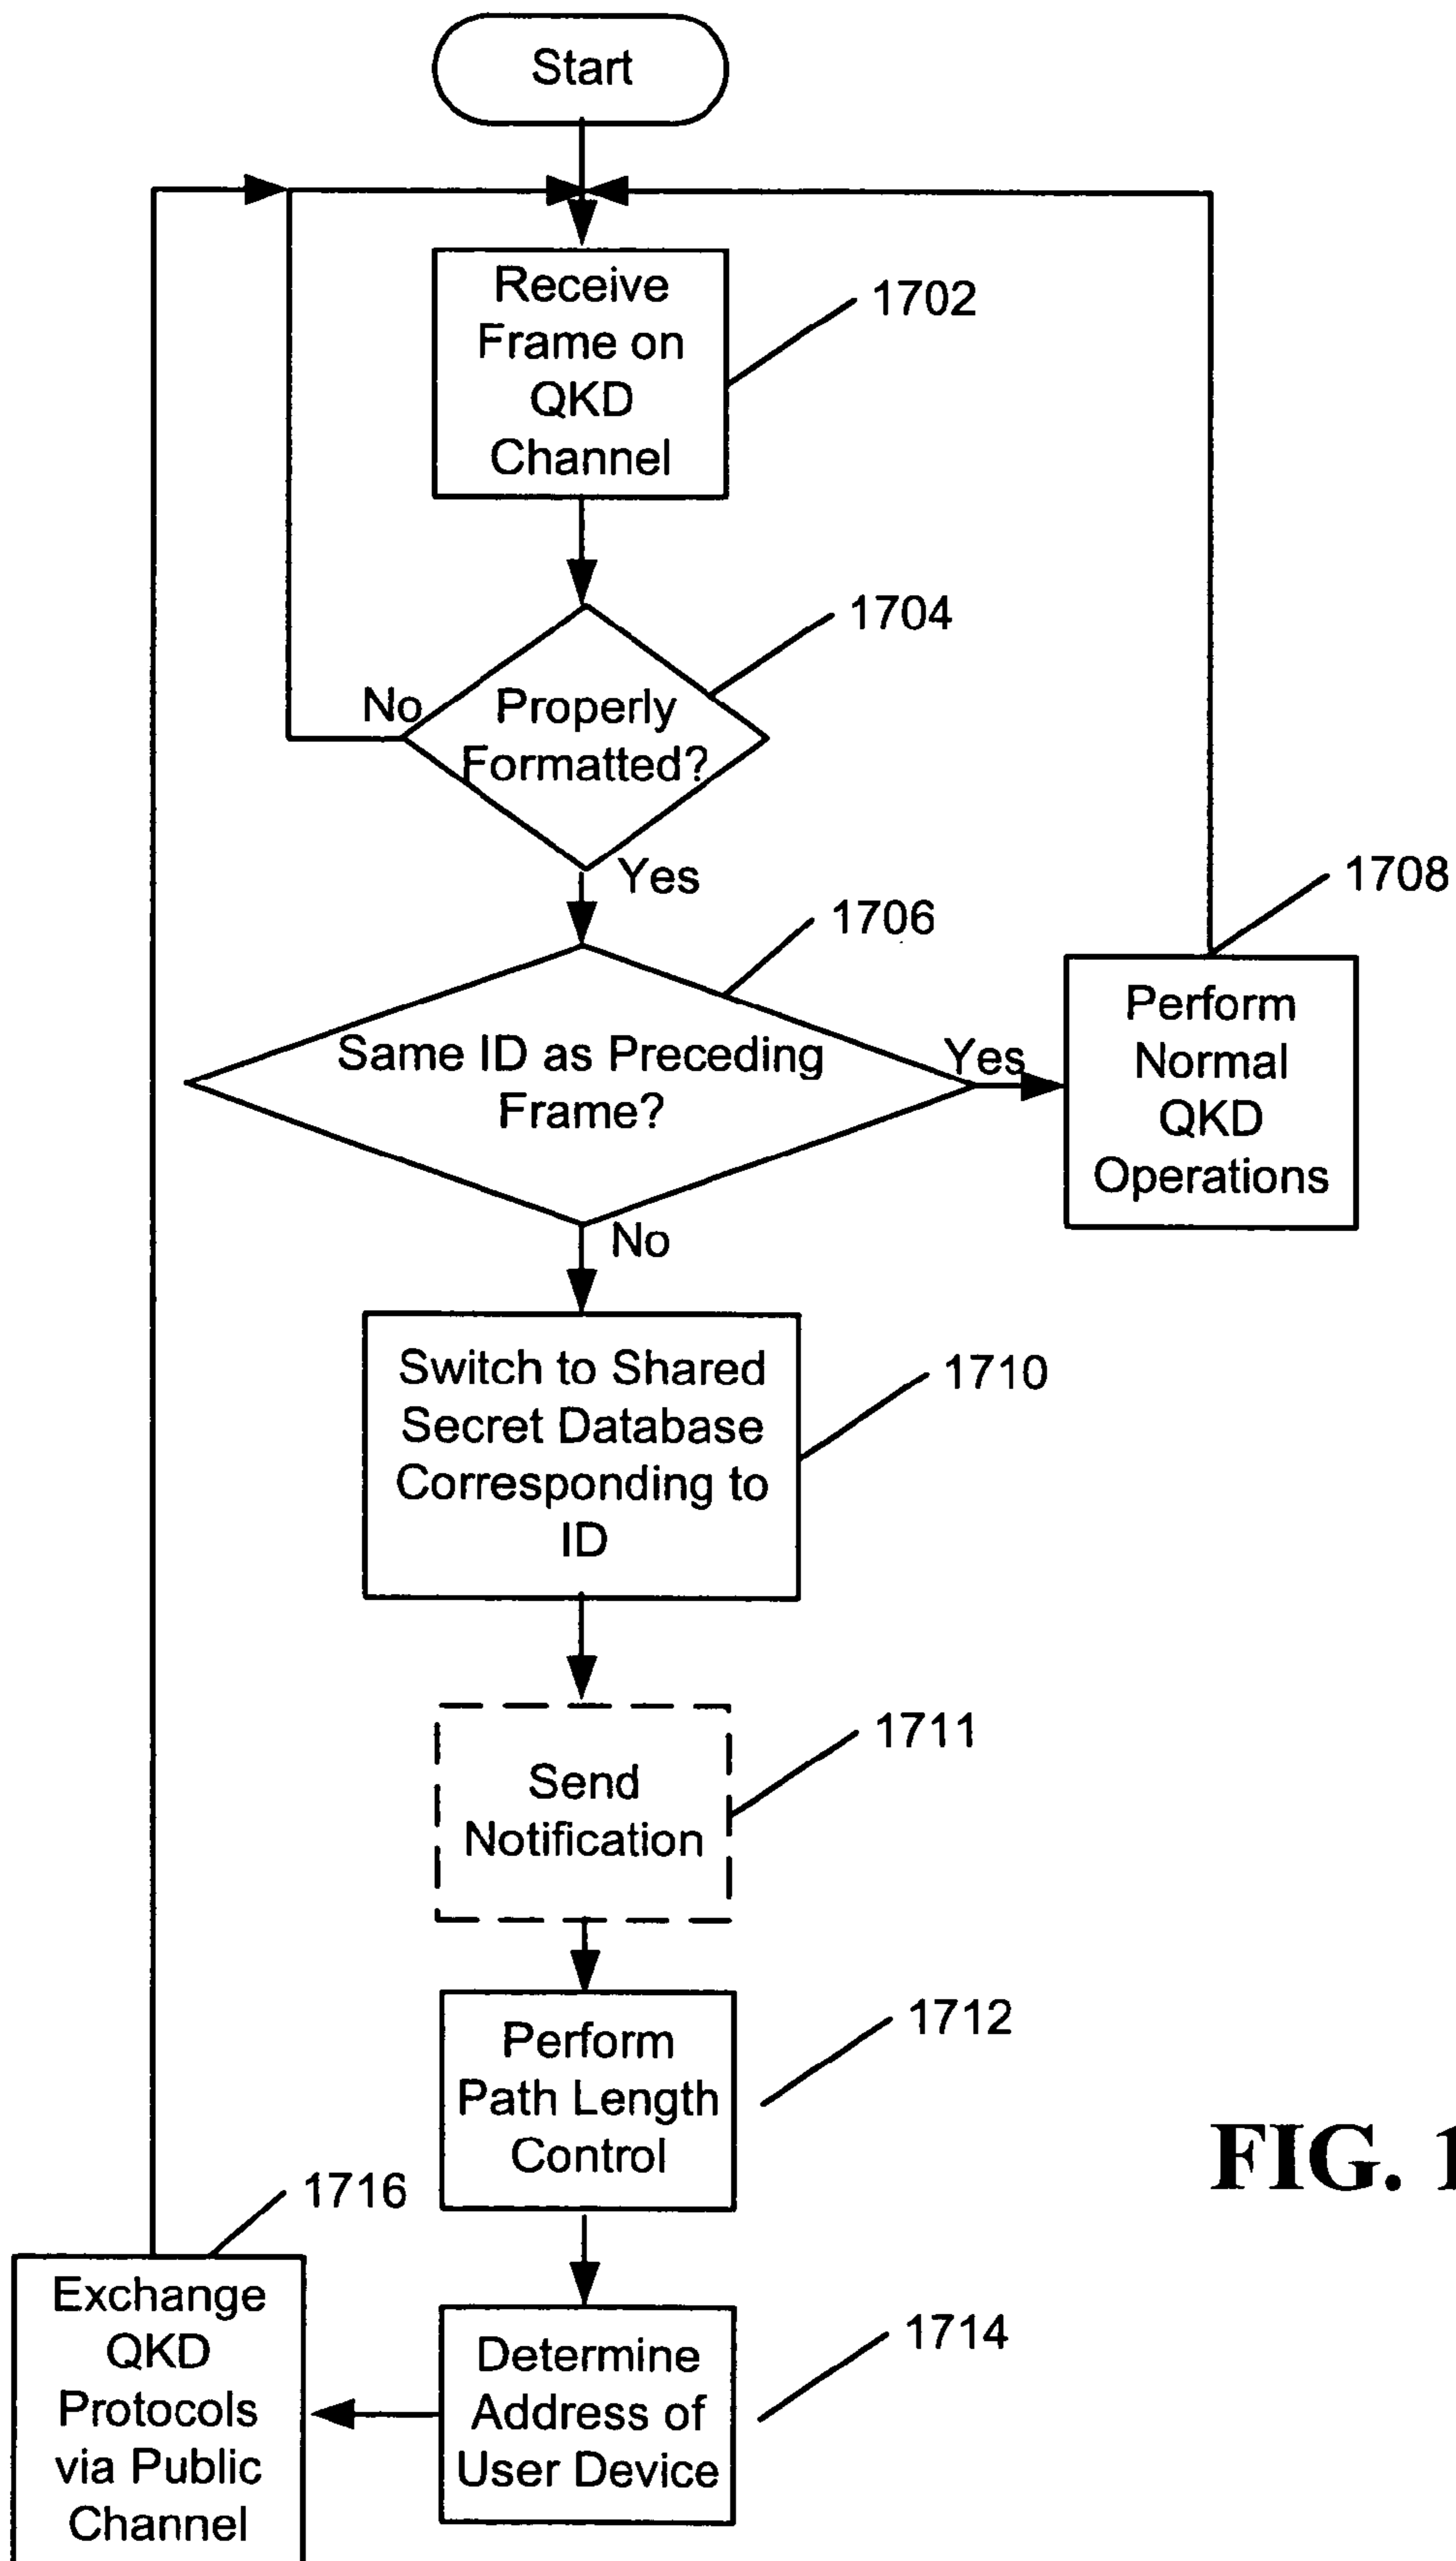 Start
Receive
Frame on
QKD
Channel
1702
1704
No
Properly
Formatted?
Yes
1706
1708
Same ID as Preceding
Frame?
Yes
Perform
Normal
QKD
Operations
No
Switch to Shared
Secret Database
Corresponding to
ID
1710
1711
Send
Notification
1712
Perform
Path Length
Control
FIG. 1
1716
1714
Exchange
QKD
Protocols
via Public
Channel
Determine
Address of
User Device